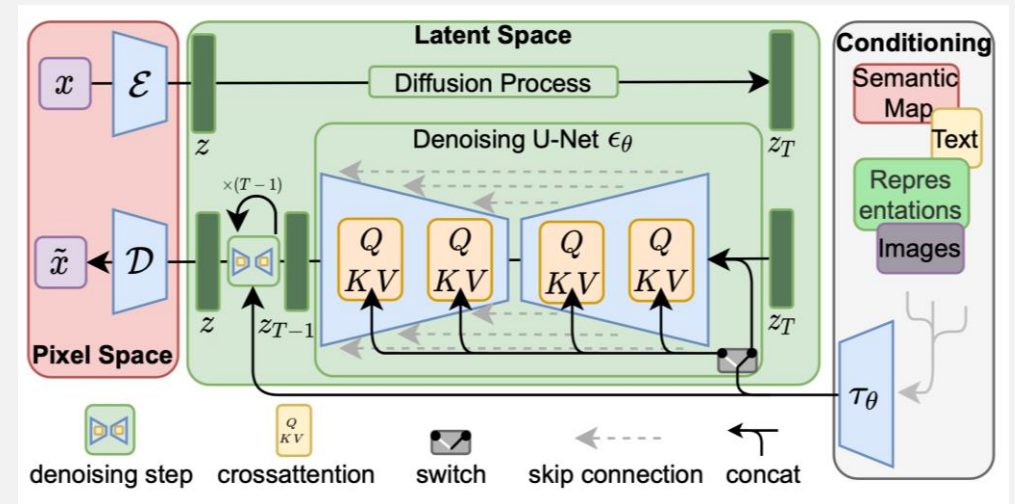 Latent Space
Conditioning
x
ℰ
z
Diffusion Process
z_T
Semantic
Map
Text
Repres
entations
Images
Denoising U-Net ϵ_θ
×(T−1)
Q
KV
Q
KV
Q
KV
Q
KV
x̃
𝒟
z
z_{T−1}
z_T
Pixel Space
τ_θ
Q
KV
denoising step
crossattention
switch
skip connection
concat